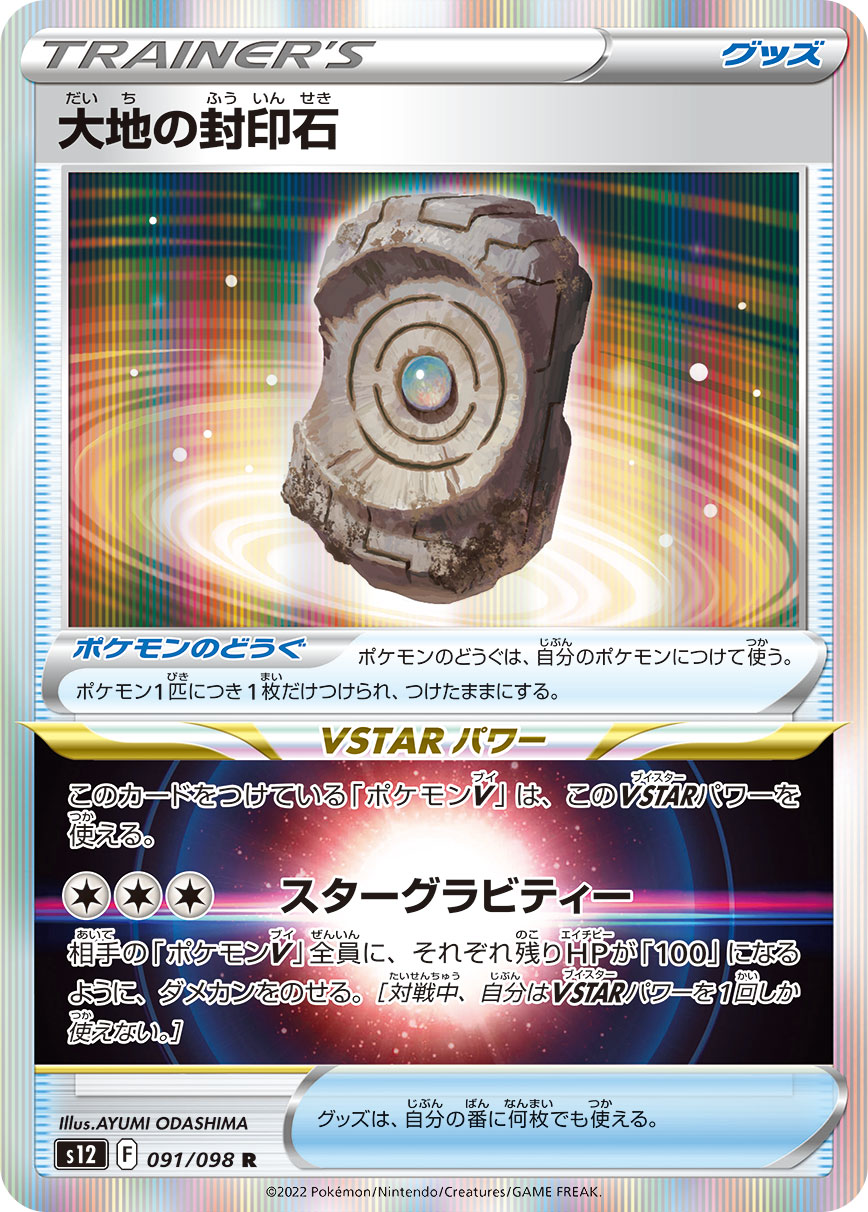 TRAINER'S グッズ
だい ち ふう いん せき
大地の封印石
ポケモンのどうぐ ポケモンのどうぐは、自分のポケモンにつけて使う。
ポケモン1匹につき1枚だけつけられ、つけたままにする。
VSTARパワー
このカードをつけている「ポケモンV」は、このVSTARパワーを
使える。
スターグラビティー
相手の「ポケモンV」全員に、それぞれ残りHPが「100」になる
ように、ダメカンをのせる。[対戦中、自分はVSTARパワーを1回しか
使えない。]
グッズは、自分の番に何枚でも使える。
Illus.AYUMI ODASHIMA
s12 F 091/098 R
©2022 Pokémon/Nintendo/Creatures/GAME FREAK.